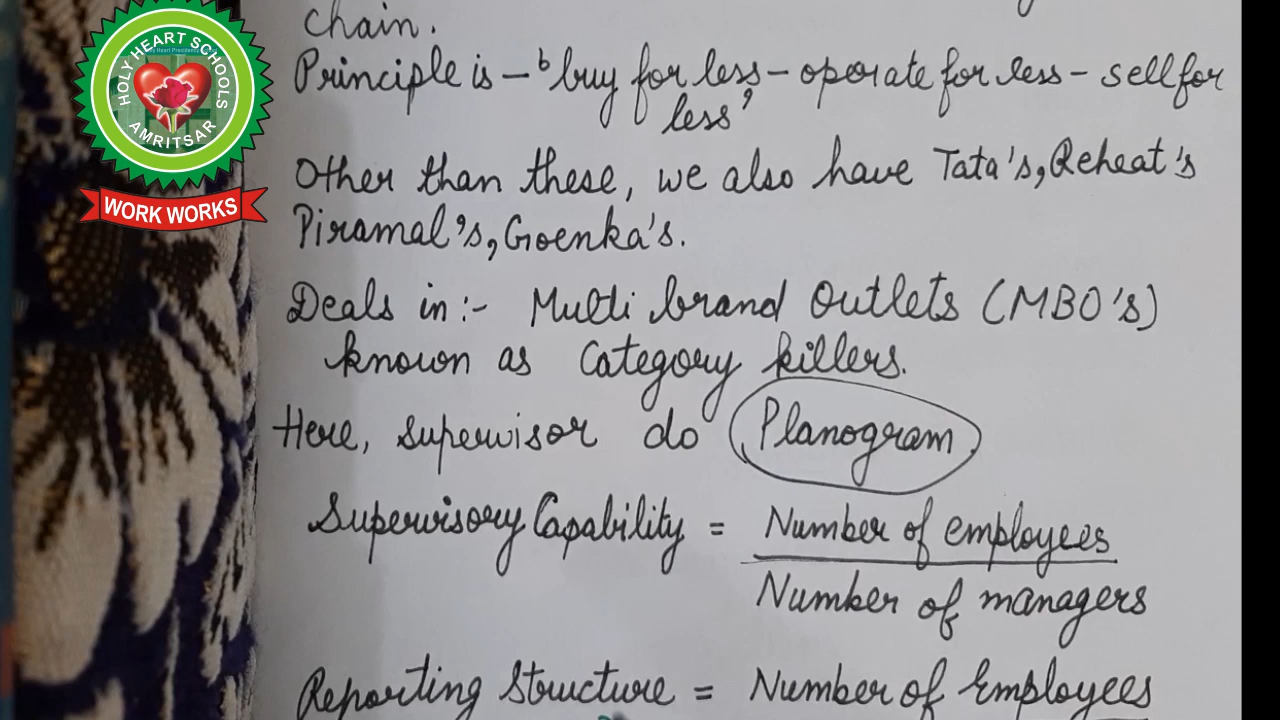 HOLY HEART SCHOOLS
AMRITSAR
WORK WORKS
chain.
Principle is - 'buy for less - operate for less - sell for
less'
Other than these, we also have Tata's, Reheat's
Piramal's, Goenka's.
Deals in :- Multi brand Outlets (MBO's)
known as Category killers.
Here, supervisor do Planogram
Supervisory Capability = Number of employees
Number of managers
Reporting Structure = Number of Employees